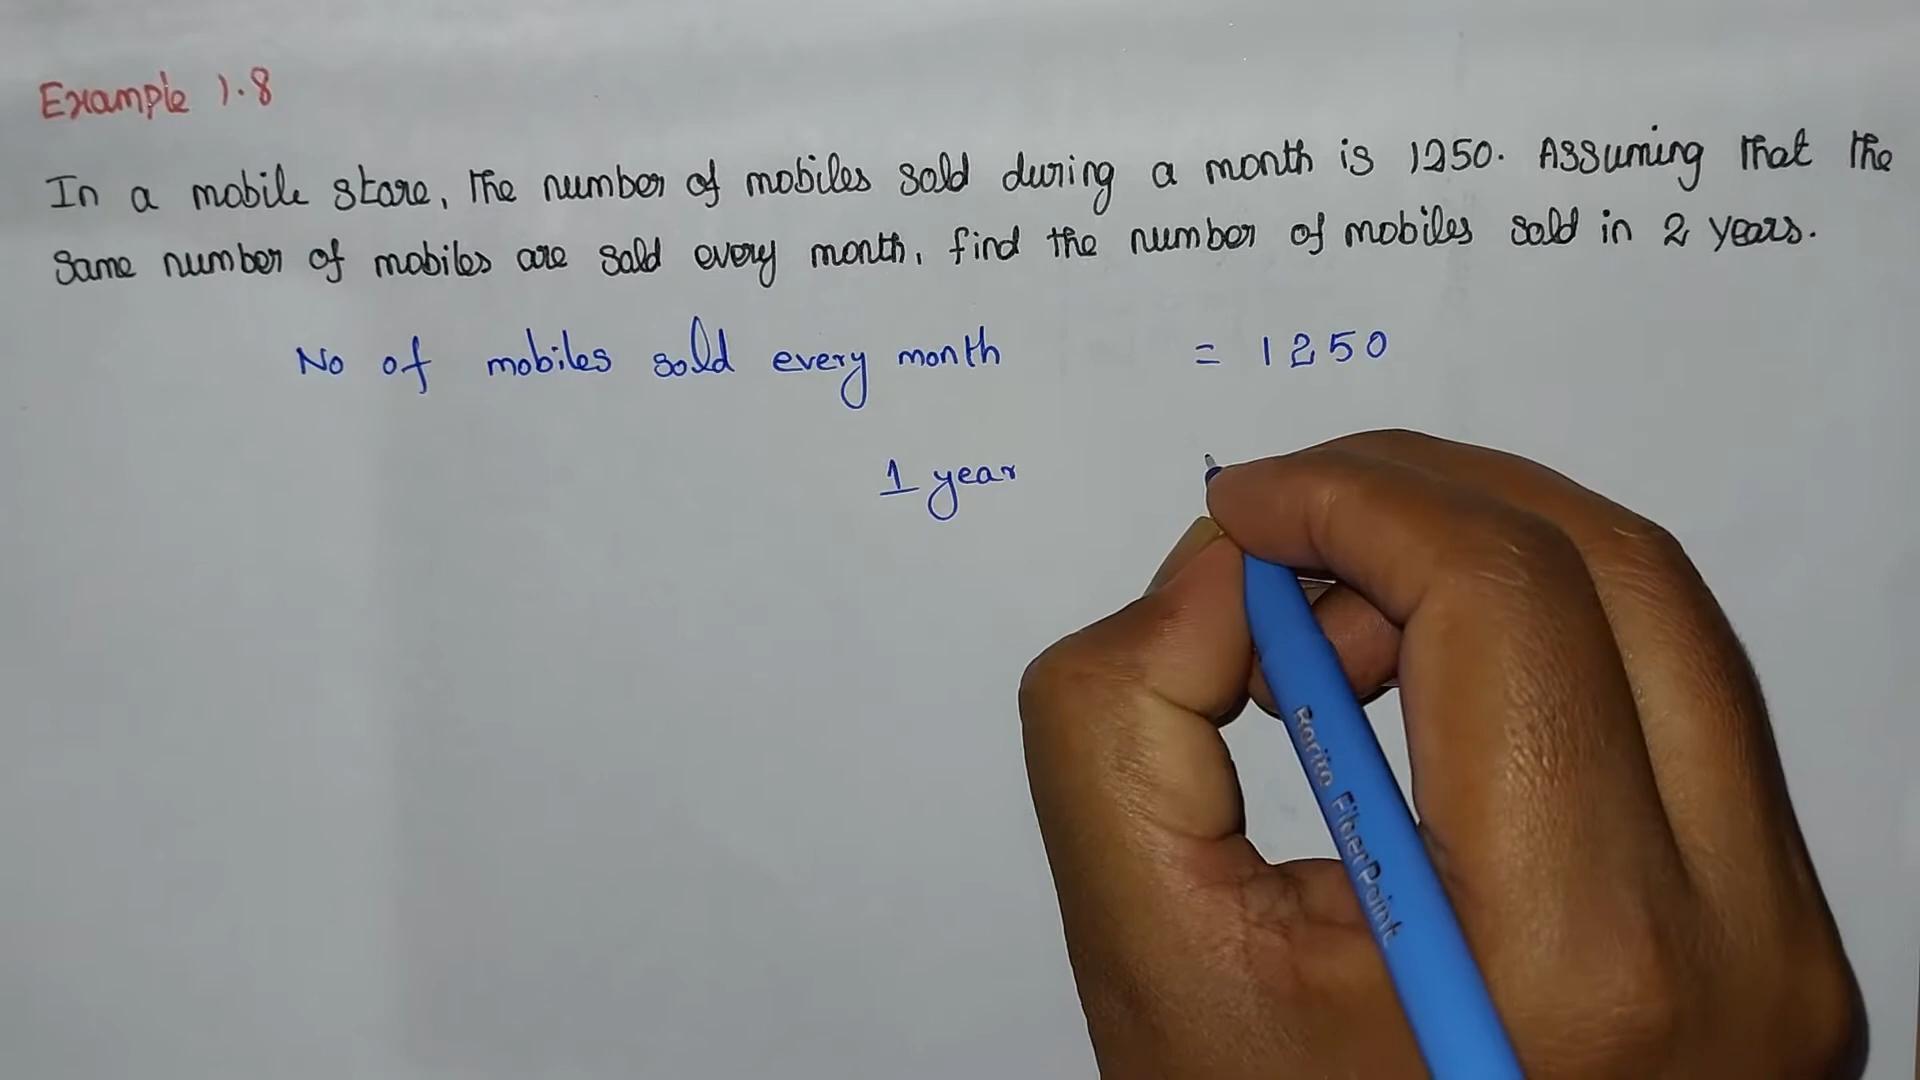 Example 1.8
In a mobile store, the number of mobiles sold during a month is 1250. Assuming that the
Same number of mobiles are sold every month, find the number of mobiles sold in 2 years.
No of mobiles sold every month = 1250
1 year
Rorito FiberPoint